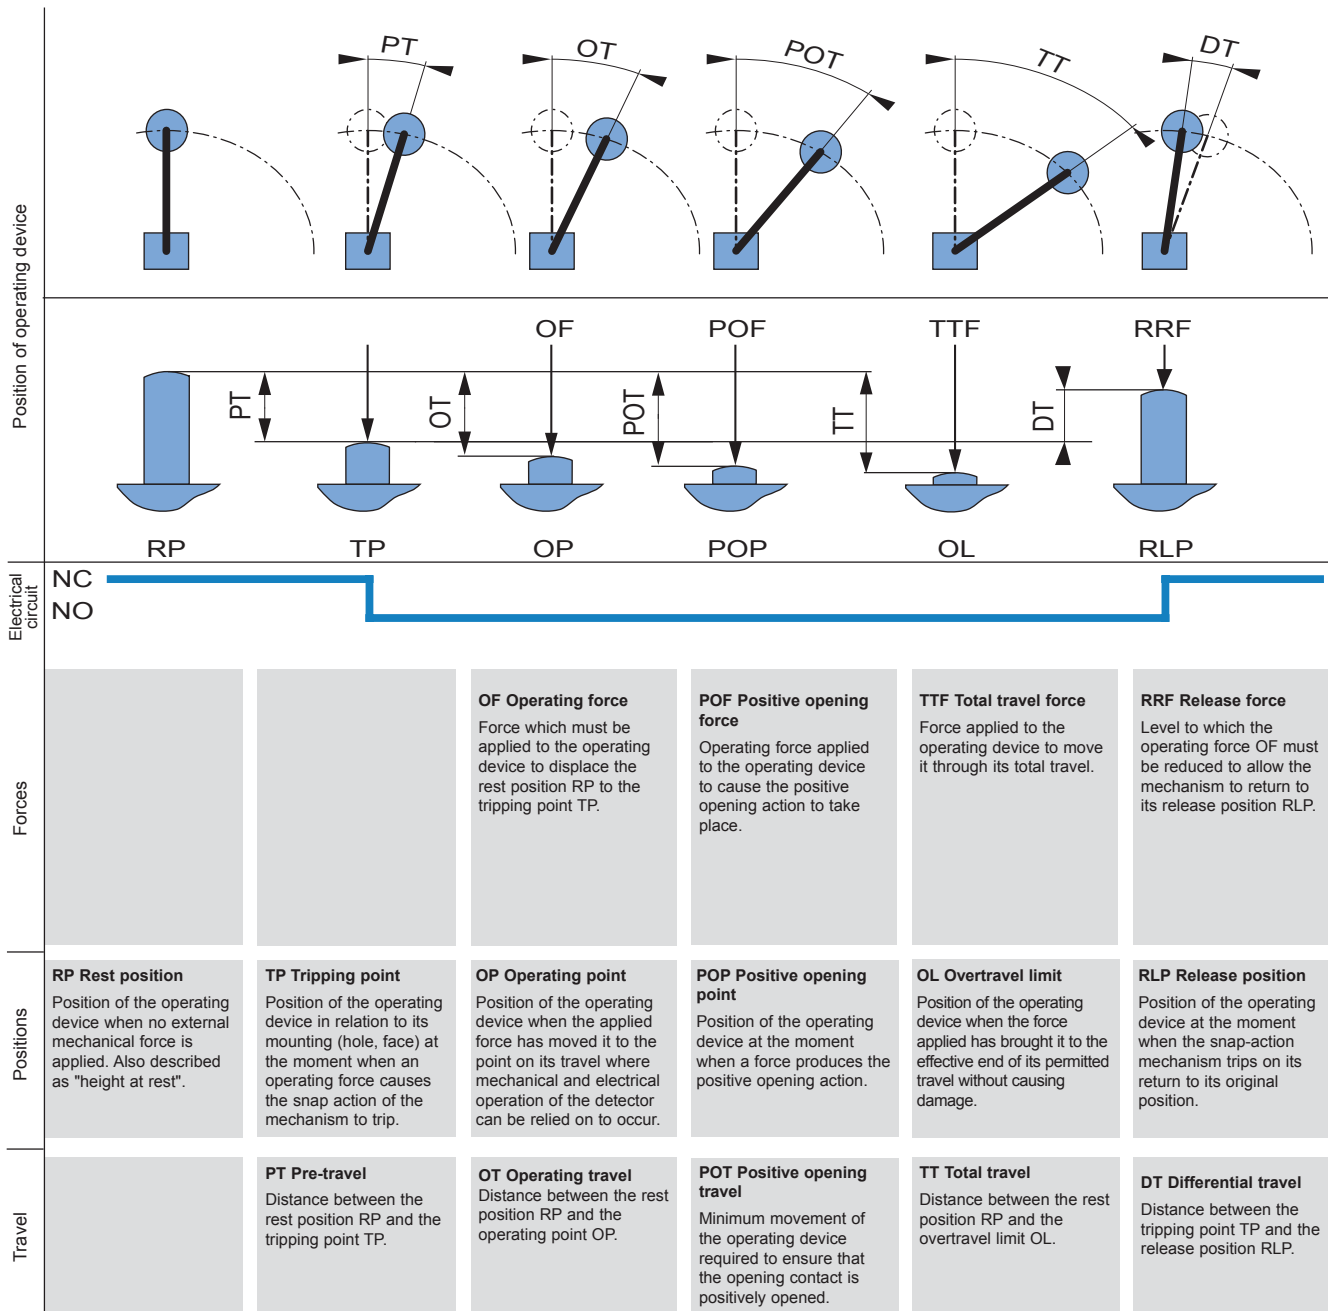 Position of operating device
PT
OT
POT
TT
DT
OF
POF
TTF
RRF
PT
OT
POT
TT
DT
RP
TP
OP
POP
OL
RLP
Electrical
circuit
NC
NO
Forces
OF Operating force
Force which must be
applied to the operating
device to displace the
rest position RP to the
tripping point TP.
POF Positive opening
force
Operating force applied
to the operating device
to cause the positive
opening action to take
place.
TTF Total travel force
Force applied to the
operating device to move
it through its total travel.
RRF Release force
Level to which the
operating force OF must
be reduced to allow the
mechanism to return to
its release position RLP.
Positions
RP Rest position
Position of the operating
device when no external
mechanical force is
applied. Also described
as "height at rest".
TP Tripping point
Position of the operating
device in relation to its
mounting (hole, face) at
the moment when an
operating force causes
the snap action of the
mechanism to trip.
OP Operating point
Position of the operating
device when the applied
force has moved it to the
point on its travel where
mechanical and electrical
operation of the detector
can be relied on to occur.
POP Positive opening
point
Position of the operating
device at the moment
when a force produces the
positive opening action.
OL Overtravel limit
Position of the operating
device when the force
applied has brought it to the
effective end of its permitted
travel without causing
damage.
RLP Release position
Position of the operating
device at the moment
when the snap-action
mechanism trips on its
return to its original
position.
Travel
PT Pre-travel
Distance between the
rest position RP and the
tripping point TP.
OT Operating travel
Distance between the rest
position RP and the
operating point OP.
POT Positive opening
travel
Minimum movement of
the operating device
required to ensure that
the opening contact is
positively opened.
TT Total travel
Distance between the rest
position RP and the
overtravel limit OL.
DT Differential travel
Distance between the
tripping point TP and the
release position RLP.